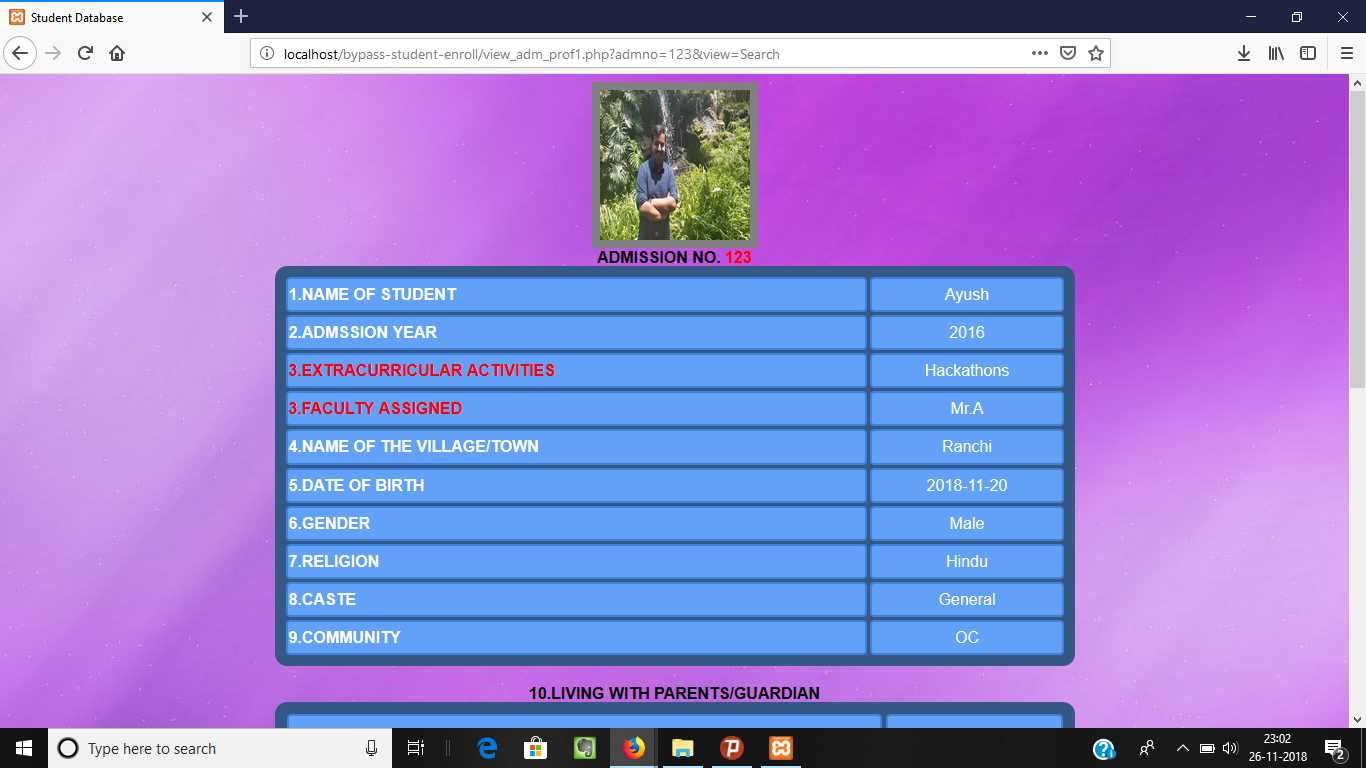 Student Database
localhost/bypass-student-enroll/view_adm_prof1.php?admno=123&view=Search
ADMISSION NO. 123
1.NAME OF STUDENT Ayush
2.ADMSSION YEAR 2016
3.EXTRACURRICULAR ACTIVITIES Hackathons
3.FACULTY ASSIGNED Mr.A
4.NAME OF THE VILLAGE/TOWN Ranchi
5.DATE OF BIRTH 2018-11-20
6.GENDER Male
7.RELIGION Hindu
8.CASTE General
9.COMMUNITY OC
10.LIVING WITH PARENTS/GUARDIAN
Type here to search
23:02
26-11-2018
2